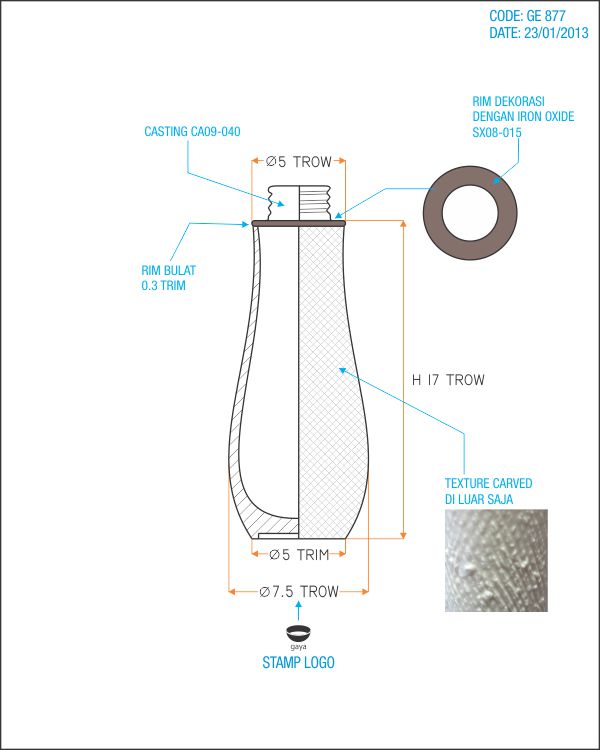 CODE: GE 877
DATE: 23/01/2013
RIM DEKORASI
DENGAN IRON OXIDE
SX08-015
CASTING CA09-040
Ø5 TROW
RIM BULAT
0.3 TRIM
H 17 TROW
TEXTURE CARVED
DI LUAR SAJA
Ø5 TRIM
Ø7.5 TROW
gaya
STAMP LOGO